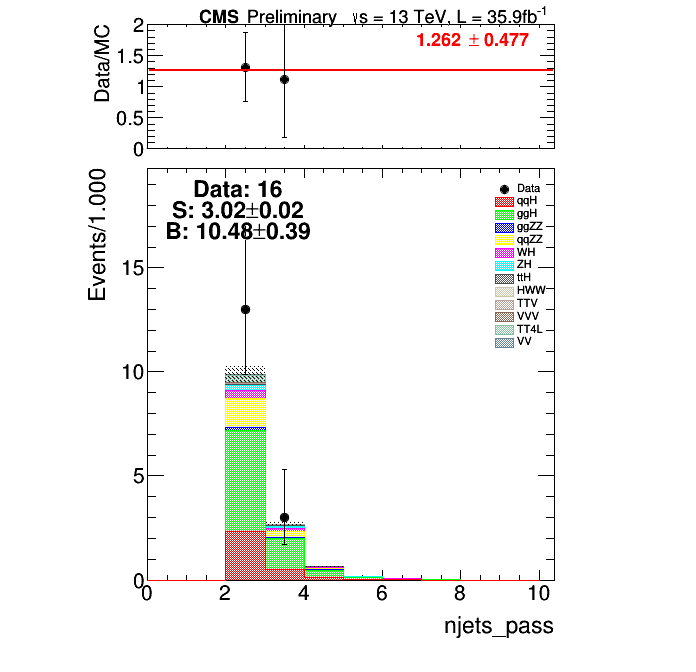 CMS Preliminary √s = 13 TeV, L = 35.9fb-1
2
1.5
1
0.5
0
Data/MC
1.262 ± 0.477
Events/1.000
Data: 16
S: 3.02±0.02
B: 10.48±0.39
Data
qqH
ggH
ggZZ
qqZZ
WH
ZH
ttH
HWW
TTV
VVV
TT4L
VV
15
10
5
0
0 2 4 6 8 10
njets_pass